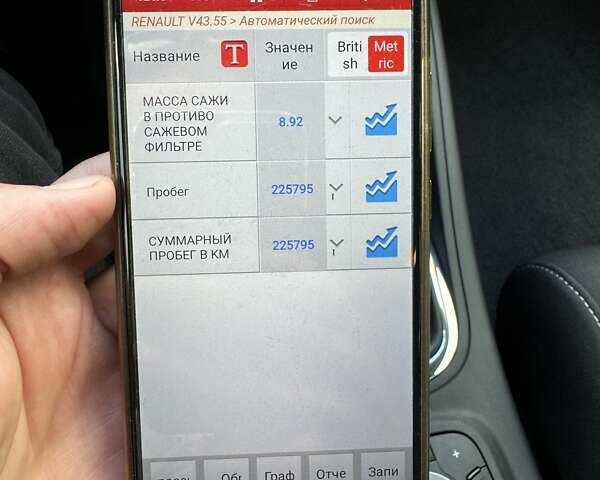 RENAULT V43.55 > Автоматический поиск
Название T Значен
ие
Briti
sh
Met
ric
МАССА САЖИ
В ПРОТИВО
САЖЕВОМ
ФИЛЬТРЕ
8.92
Пробег
225795
СУММАРНЫЙ
ПРОБЕГ В КМ
225795
Обг
Граф
Отче
Запи